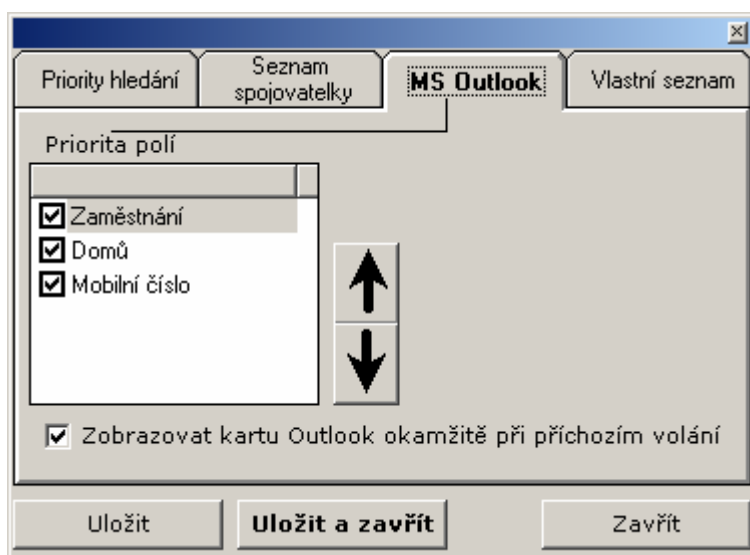 Priority hledání
Seznam
spojovatelky
MS Outlook
Vlastní seznam
Priorita polí
Zaměstnání
Domů
Mobilní číslo
Zobrazovat kartu Outlook okamžitě při příchozím volání
Uložit
Uložit a zavřít
Zavřít